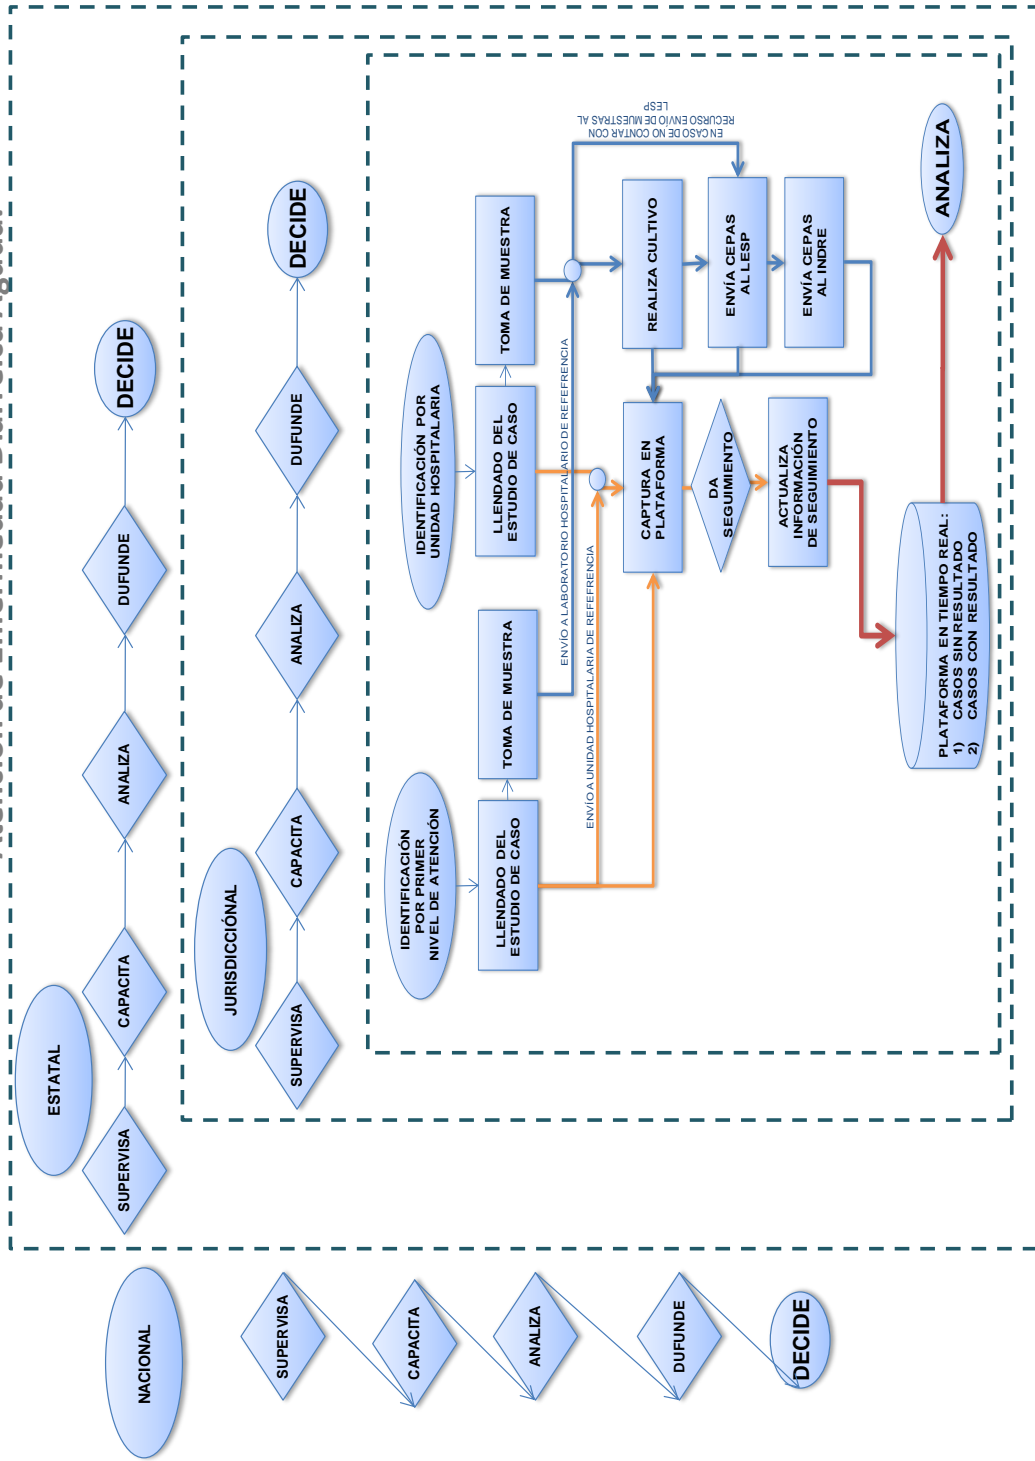 NACIONAL
SUPERVISA
CAPACITA
ANALIZA
DUFUNDE
DECIDE
ESTATAL
SUPERVISA
CAPACITA
ANALIZA
DUFUNDE
DECIDE
JURISDICCIÓNAL
SUPERVISA
CAPACITA
ANALIZA
DUFUNDE
DECIDE
IDENTIFICACIÓN
POR PRIMER
NIVEL DE ATENCIÓN
LLENDADO DEL
ESTUDIO DE CASO
TOMA DE MUESTRA
IDENTIFICACIÓN POR
UNIDAD HOSPITALARIA
LLENDADO DEL
ESTUDIO DE CASO
TOMA DE MUESTRA
ENVÍO A LABORATORIO HOSPITALARIO DE REFEFRENCIA
ENVÍO A UNIDAD HOSPITALARIA DE REFEFRENCIA
EN CASO DE NO CONTAR CON
RECURSO ENVÍO DE MUESTRAS AL
LESP
REALIZA CULTIVO
ENVÍA CEPAS
AL LESP
ENVÍA CEPAS
AL INDRE
CAPTURA EN
PLATAFORMA
DA
SEGUIMIENTO
ACTUALIZA
INFORMACIÓN
DE SEGUIMIENTO
PLATAFORMA EN TIEMPO REAL:
1) CASOS SIN RESULTADO
2) CASOS CON RESULTADO
ANALIZA